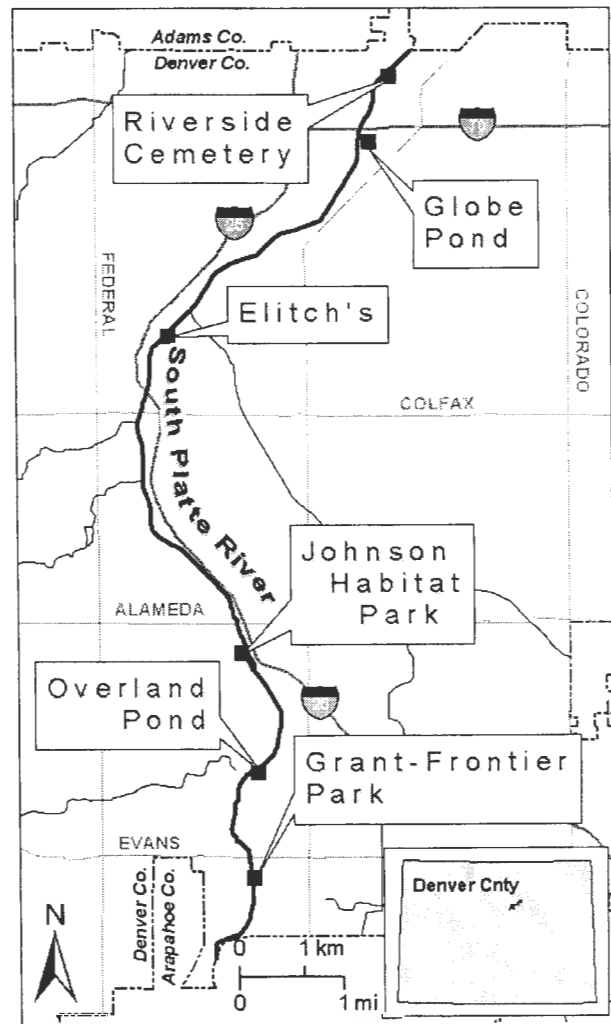 Adams Co.
Denver Co.
Riverside
Cemetery
Globe
Pond
FEDERAL
Elitch's
COLORADO
COLFAX
South Platte River
Johnson
Habitat
Park
ALAMEDA
Overland
Pond
Grant-Frontier
Park
EVANS
Denver Co.
Arapahoe Co.
Denver Cnty
N
0 1 km
0 1 mi